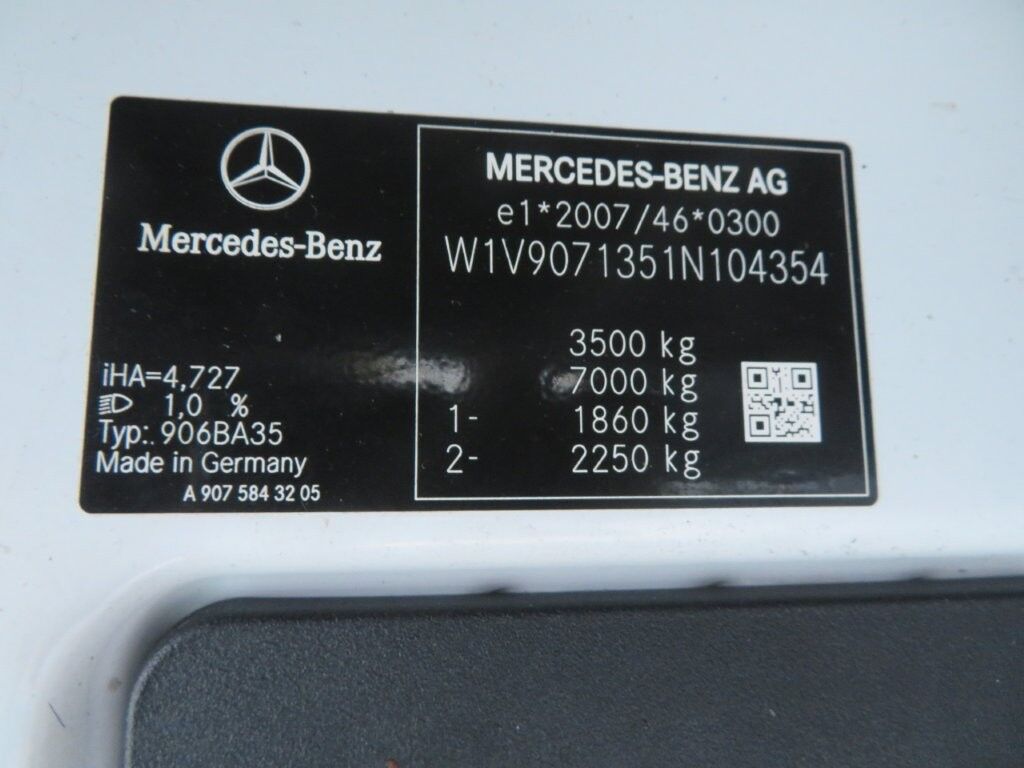 Mercedes-Benz
iHA=4,727
1,0 %
Typ:. 906BA35
Made in Germany
A 907 584 32 05
MERCEDES-BENZ AG
e1*2007/46*0300
W1V9071351N104354
3500 kg
7000 kg
1- 1860 kg
2- 2250 kg